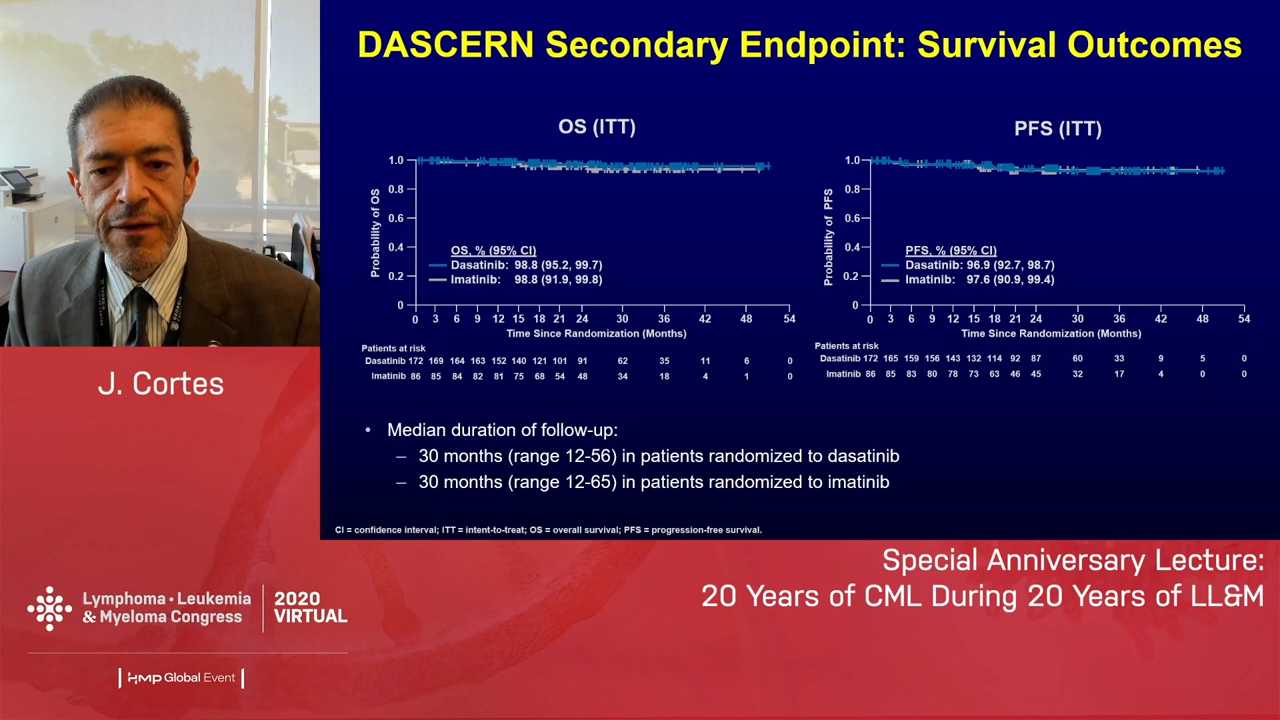 DASCERN Secondary Endpoint: Survival Outcomes
OS (ITT)
Probability of OS
1.0
0.8
0.6
0.4
0.2
0
OS, % (95% CI)
Dasatinib: 98.8 (95.2, 99.7)
Imatinib: 98.8 (91.9, 99.8)
0 3 6 9 12 15 18 21 24 30 36 42 48 54
Time Since Randomization (Months)
Patients at risk
Dasatinib 172 169 164 163 152 140 121 101 91 62 35 11 6 0
Imatinib 86 85 84 82 81 75 68 54 48 34 18 4 1 0
PFS (ITT)
Probability of PFS
1.0
0.8
0.6
0.4
0.2
0
PFS, % (95% CI)
Dasatinib: 96.9 (92.7, 98.7)
Imatinib: 97.6 (90.9, 99.4)
0 3 6 9 12 15 18 21 24 30 36 42 48 54
Time Since Randomization (Months)
Patients at risk
Dasatinib 172 165 159 156 143 132 114 92 87 60 33 9 5 0
Imatinib 86 85 83 80 78 73 63 46 45 32 17 4 0 0
• Median duration of follow-up:
– 30 months (range 12-56) in patients randomized to dasatinib
– 30 months (range 12-65) in patients randomized to imatinib
CI = confidence interval; ITT = intent-to-treat; OS = overall survival; PFS = progression-free survival.
J. Cortes
Special Anniversary Lecture:
20 Years of CML During 20 Years of LL&M
Lymphoma • Leukemia
& Myeloma Congress
2020
VIRTUAL
HMP Global Event